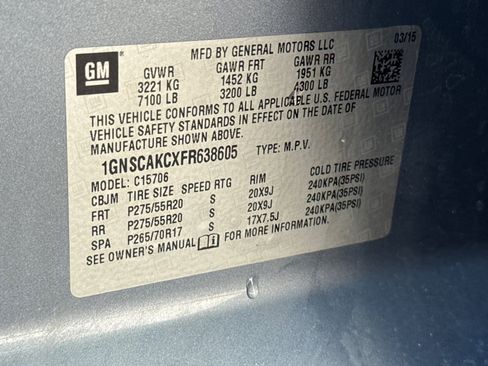 GM
MFD BY GENERAL MOTORS LLC
03/15
GVWR GAWR FRT GAWR RR
3221 KG 1452 KG 1951 KG
7100 LB 3200 LB 4300 LB
THIS VEHICLE CONFORMS TO ALL APPLICABLE U.S. FEDERAL MOTOR
VEHICLE SAFETY STANDARDS IN EFFECT ON THE DATE OF
MANUFACTURE SHOWN ABOVE.
1GNSCAKCXFR638605 TYPE: M.P.V.
MODEL: C15706
CBJM TIRE SIZE SPEED RTG RIM COLD TIRE PRESSURE
FRT P275/55R20 S 20X9J 240KPA(35PSI)
RR P275/55R20 S 20X9J 240KPA(35PSI)
SPA P265/70R17 S 17X7.5J 240KPA(35PSI)
SEE OWNER'S MANUAL FOR MORE INFORMATION.